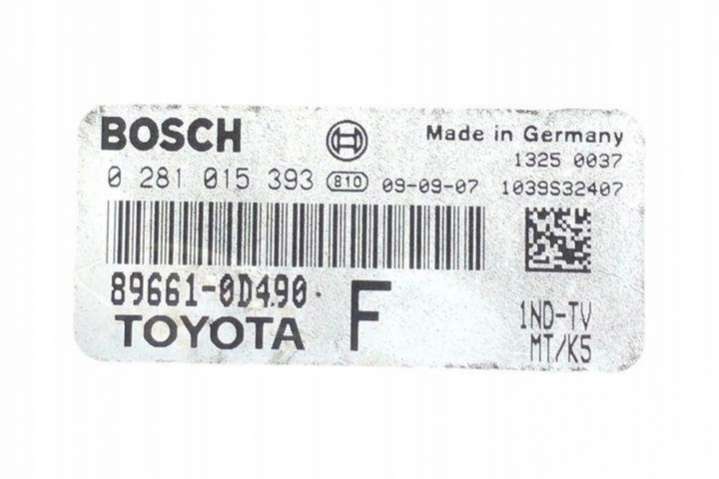 BOSCH Made in Germany
1325 0037
0 281 015 393 810 09-09-07 1039S32407
89661-0D490
TOYOTA F
1ND-TV
MT/K5